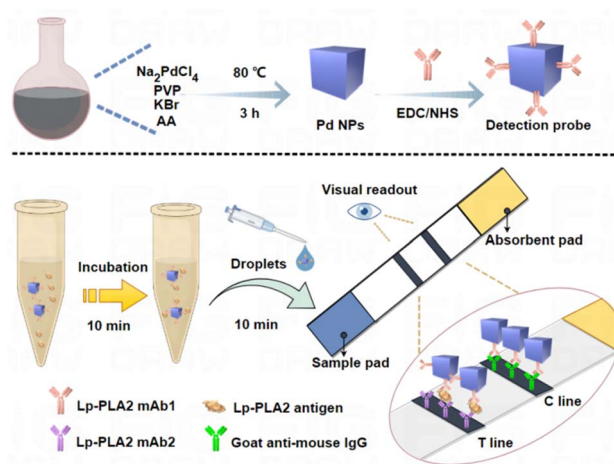 Na2PdCl4
PVP
KBr
AA
80 ℃
3 h
Pd NPs
EDC/NHS
Detection probe
Visual readout
Incubation
10 min
Droplets
10 min
Absorbent pad
Sample pad
Lp-PLA2 mAb1
Lp-PLA2 antigen
Lp-PLA2 mAb2
Goat anti-mouse IgG
C line
T line